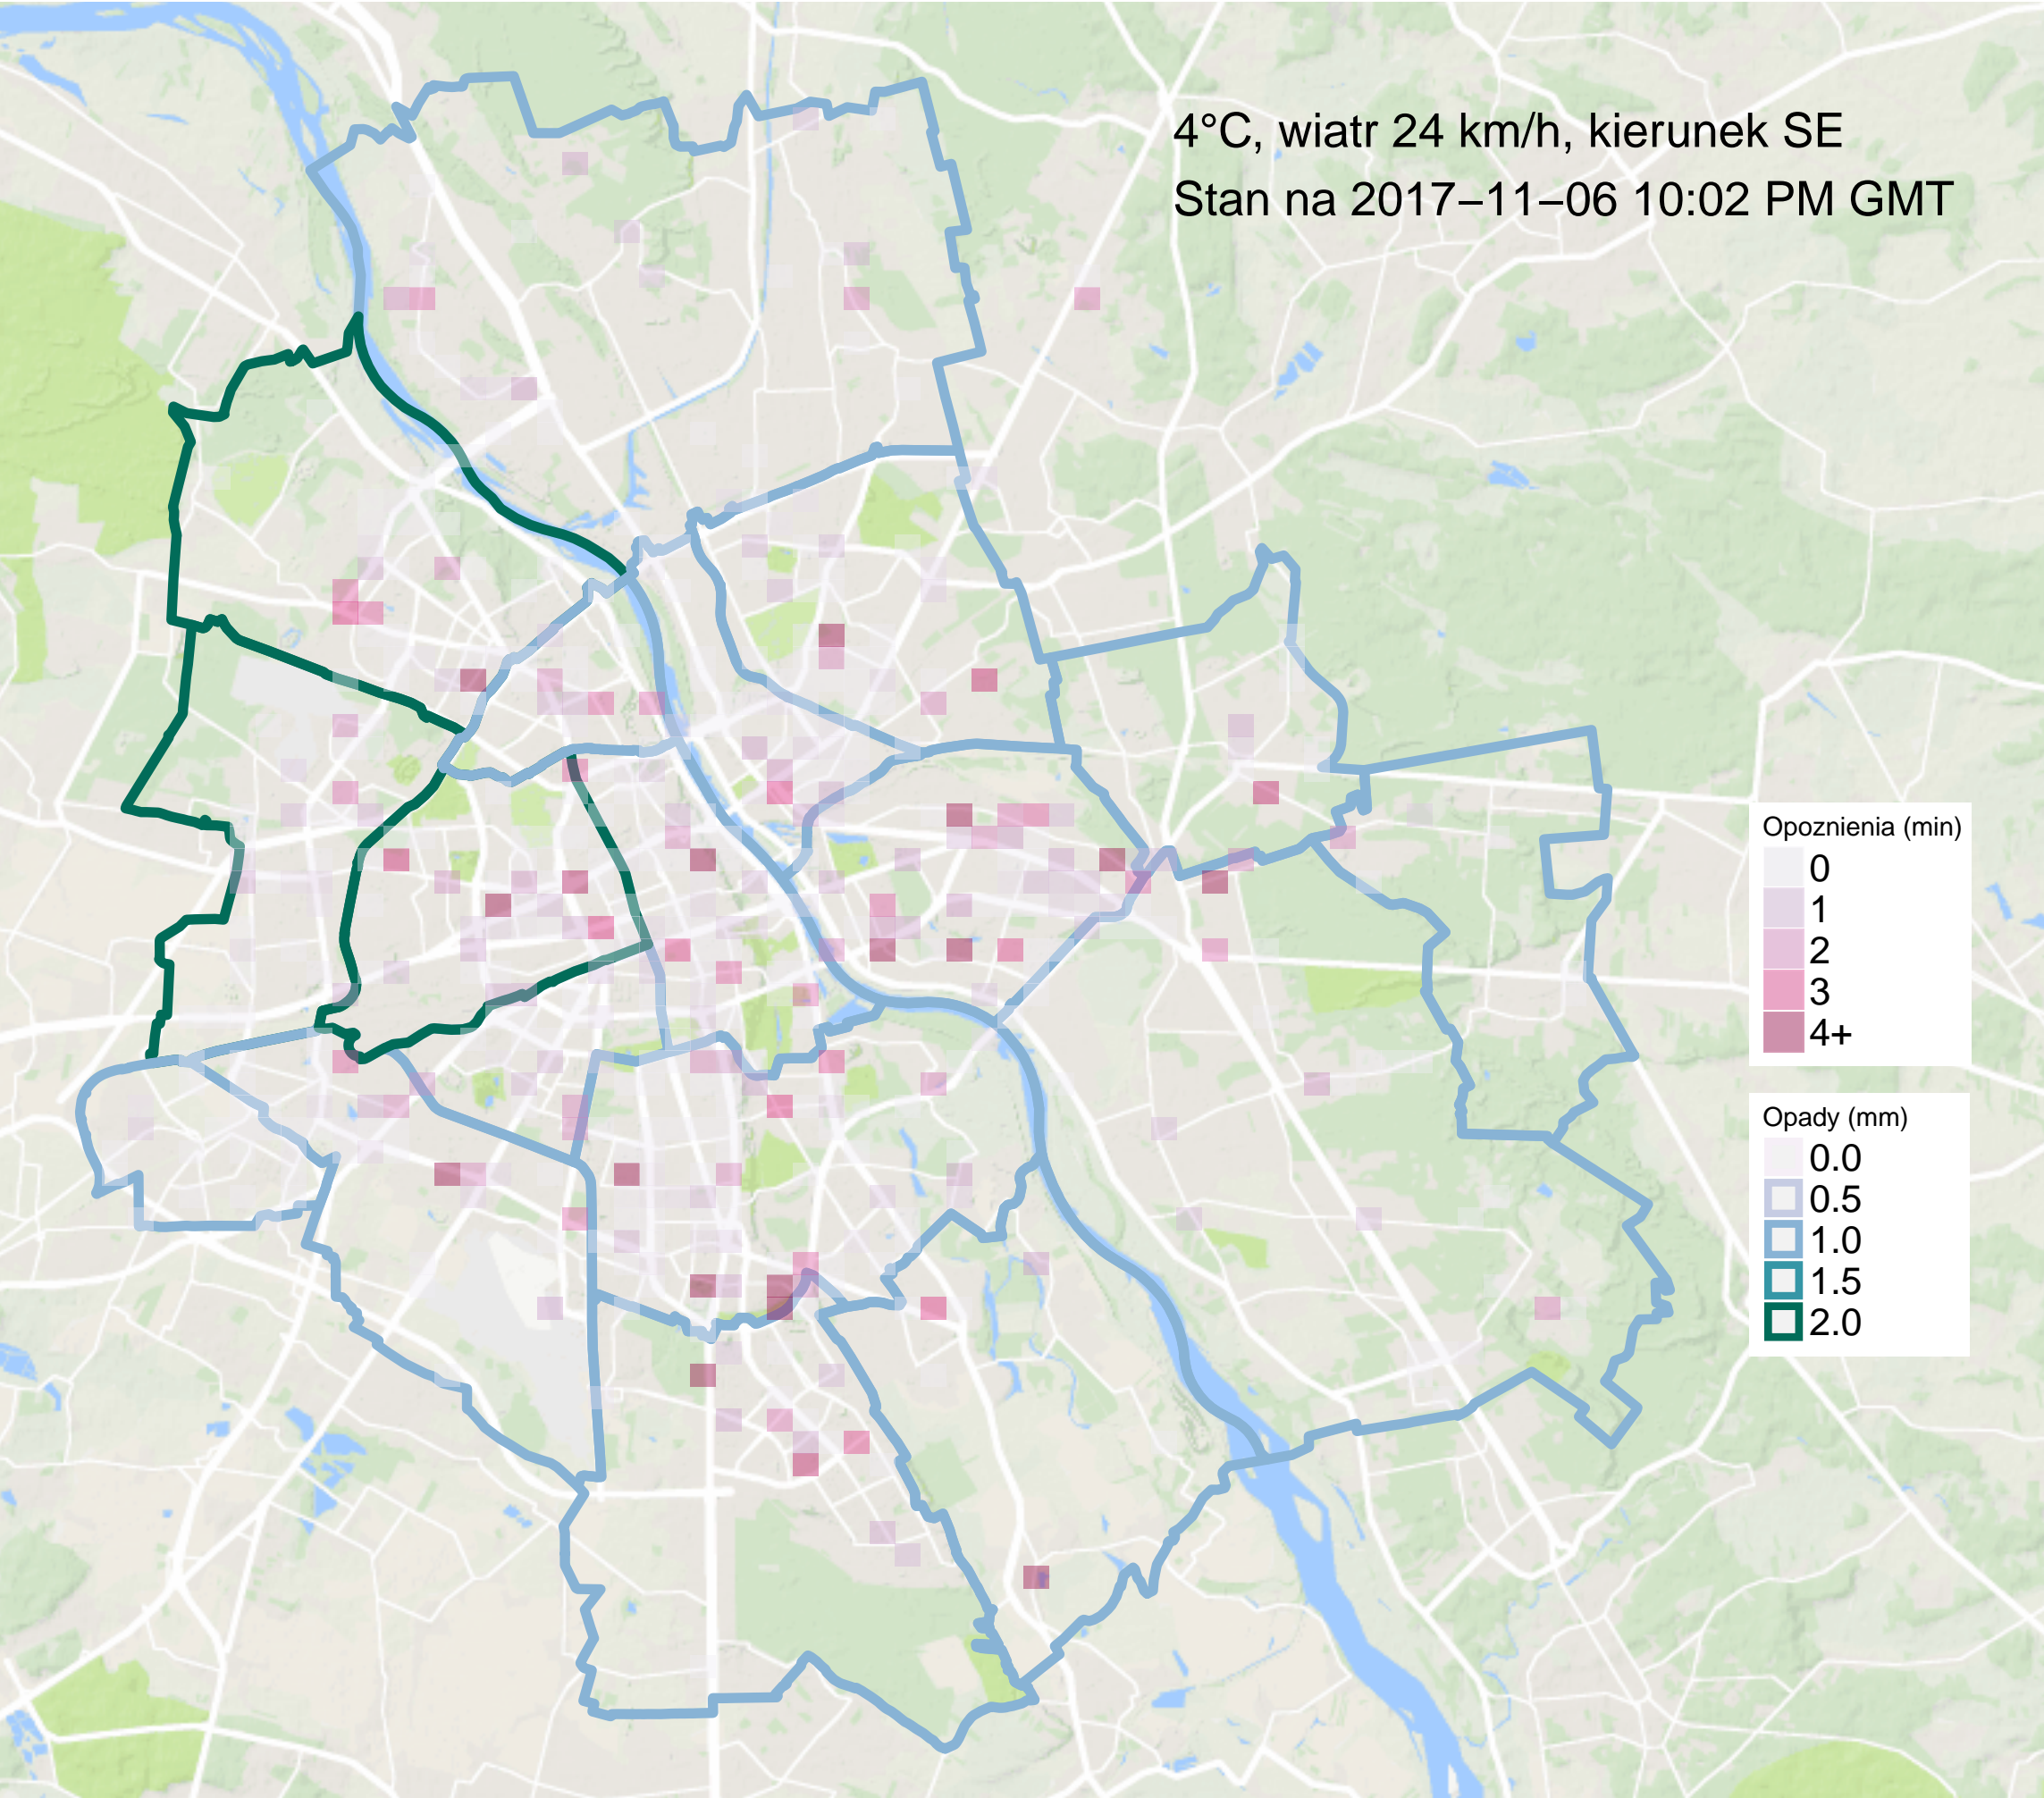 4°C, wiatr 24 km/h, kierunek SE
Stan na 2017–11–06 10:02 PM GMT
Opoznienia (min)
0
1
2
3
4+
Opady (mm)
0.0
0.5
1.0
1.5
2.0